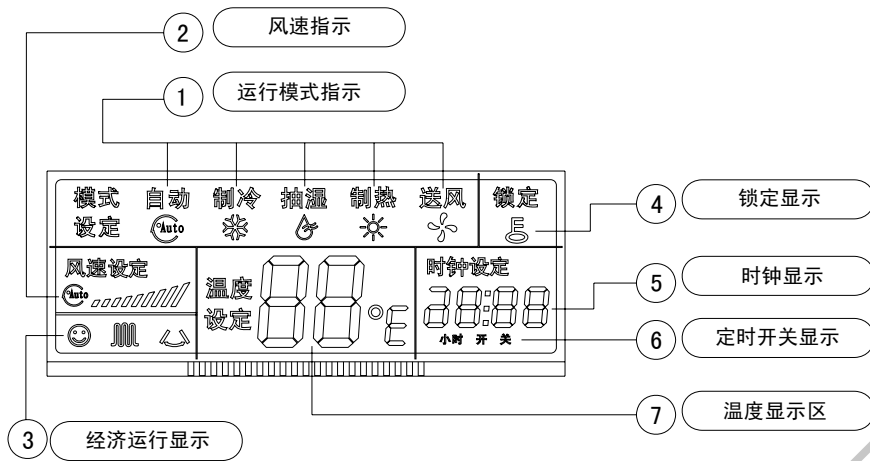 ② 风速指示
① 运行模式指示
模式 自动 制冷 抽湿 制热 送风 锁定
设定 Auto
④ 锁定显示
风速设定 时钟设定
Auto
温度
设定
88 °E
38:88
⑤ 时钟显示
小时 开 关
⑥ 定时开关显示
⑦ 温度显示区
③ 经济运行显示